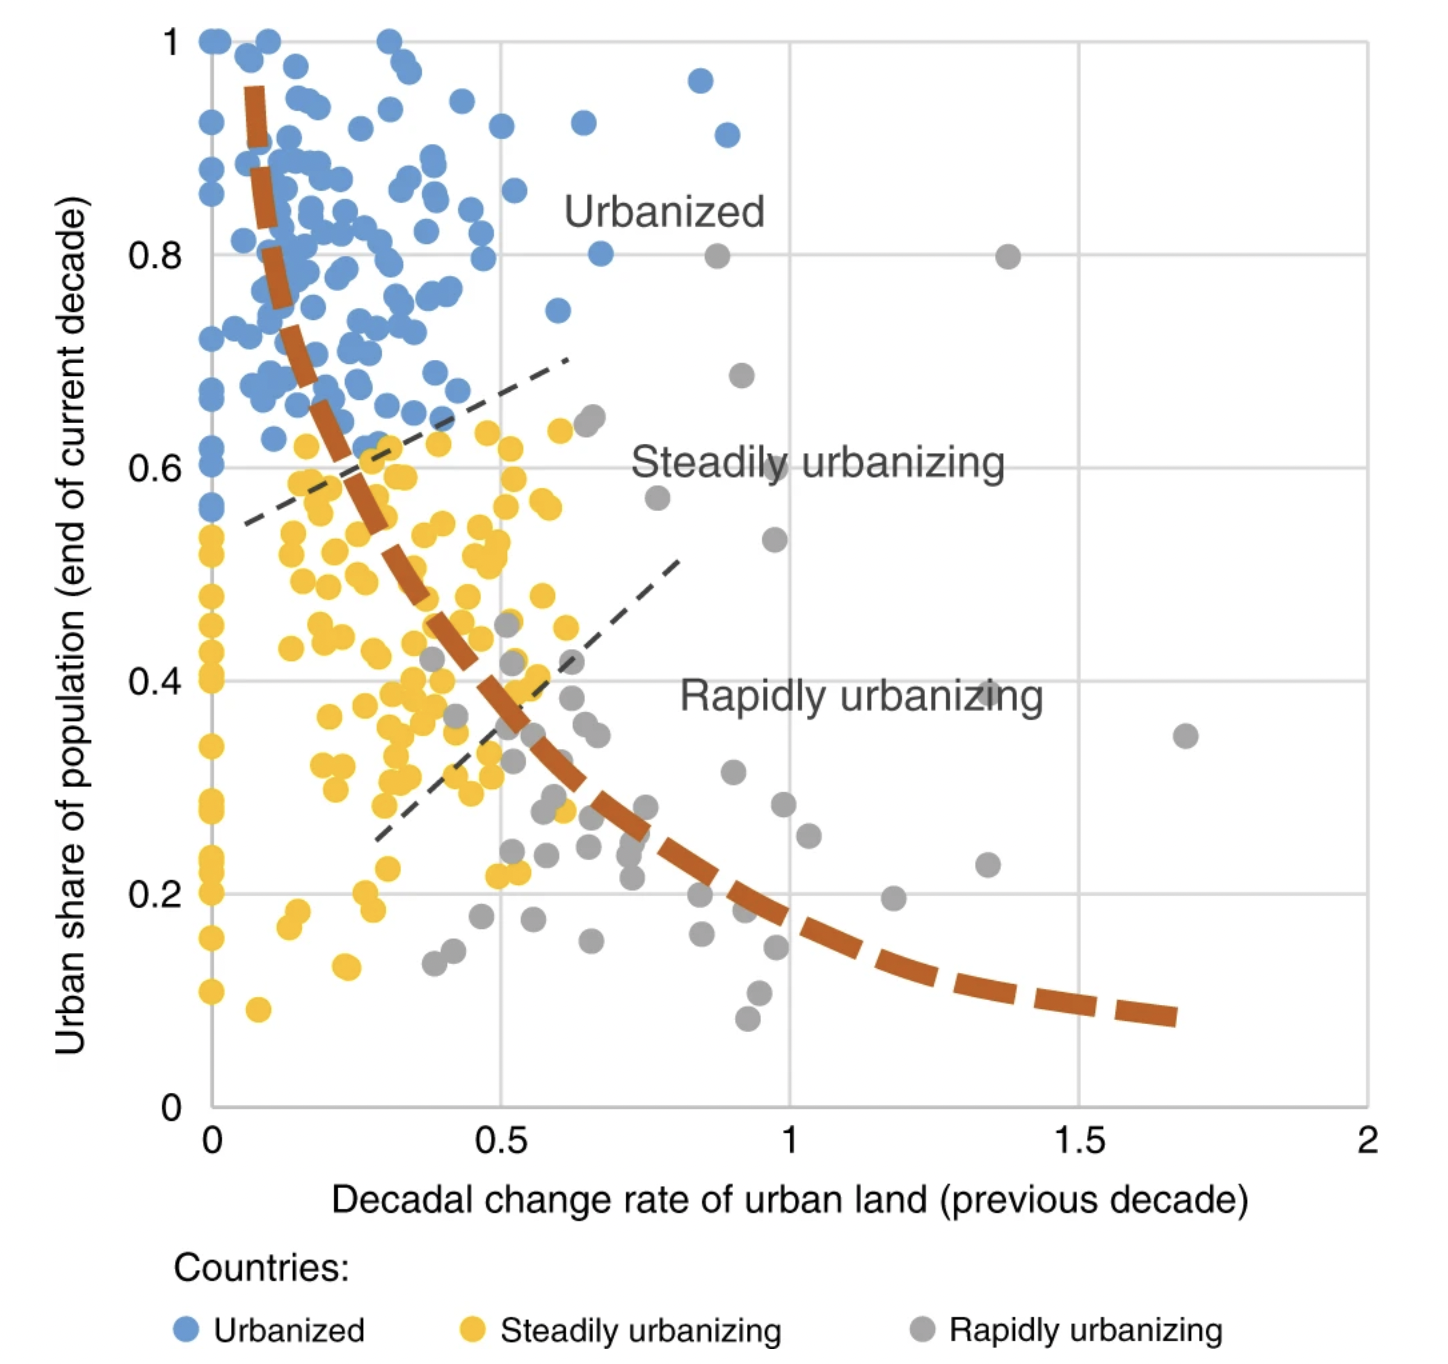 1
0.8
0.6
0.4
0.2
0
Urban share of population (end of current decade)
Urbanized
Steadily urbanizing
Rapidly urbanizing
0 0.5 1 1.5 2
Decadal change rate of urban land (previous decade)
Countries:
Urbanized Steadily urbanizing Rapidly urbanizing